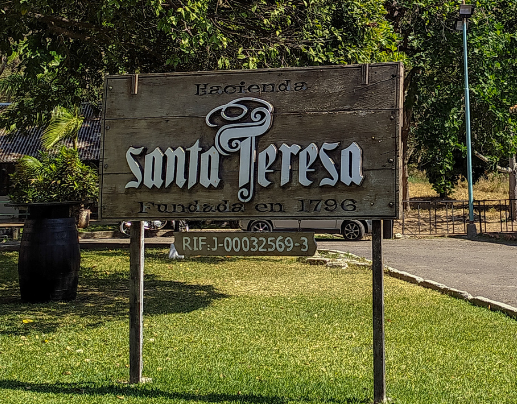 Hacienda
Santa Teresa
Fundada en 1796
RIF:J-00032569-3